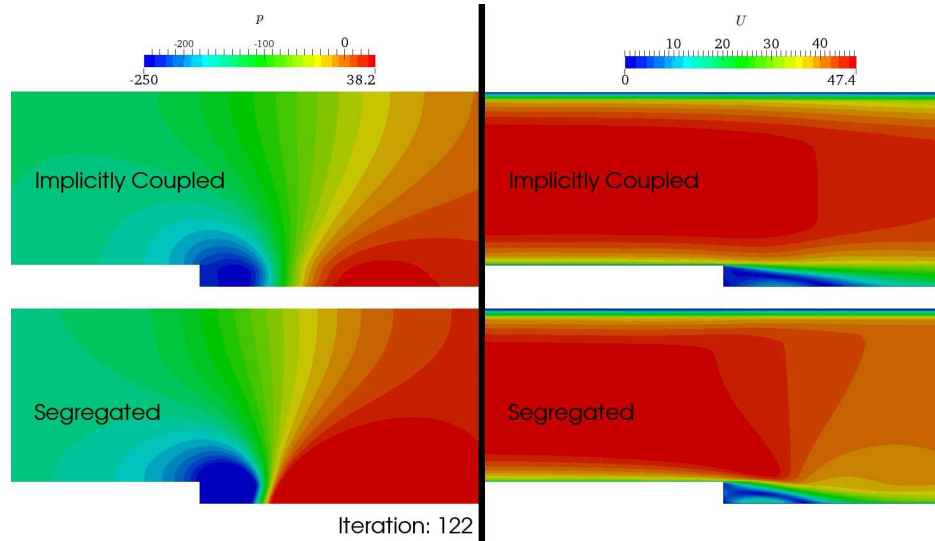 p
-200 -100 0
-250 38.2
Implicitly Coupled
Segregated
Iteration: 122
U
10 20 30 40
0 47.4
Implicitly Coupled
Segregated